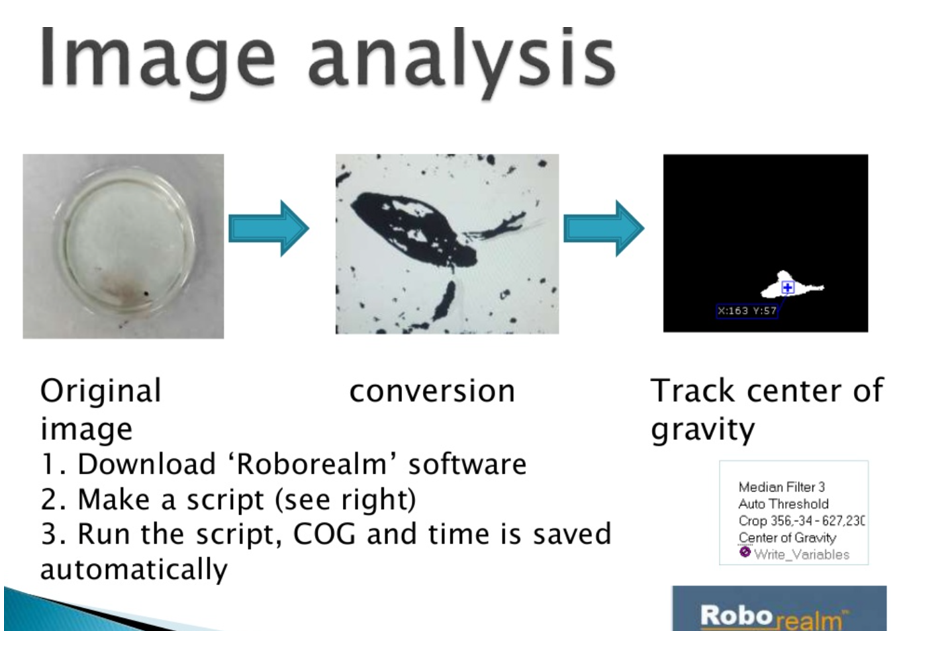 Image analysis
X:163 Y:57
Original
image
conversion
Track center of
gravity
1. Download ‘Roborealm’ software
2. Make a script (see right)
3. Run the script, COG and time is saved
automatically
Median Filter 3
Auto Threshold
Crop 356,-34 - 627,230
Center of Gravity
Write_Variables
Roborealm™